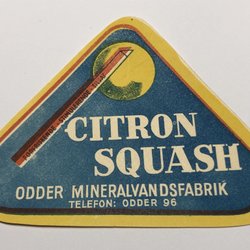 CITRON
SQUASH
ODDER MINERALVANDSFABRIK
TELEFON: ODDER 96